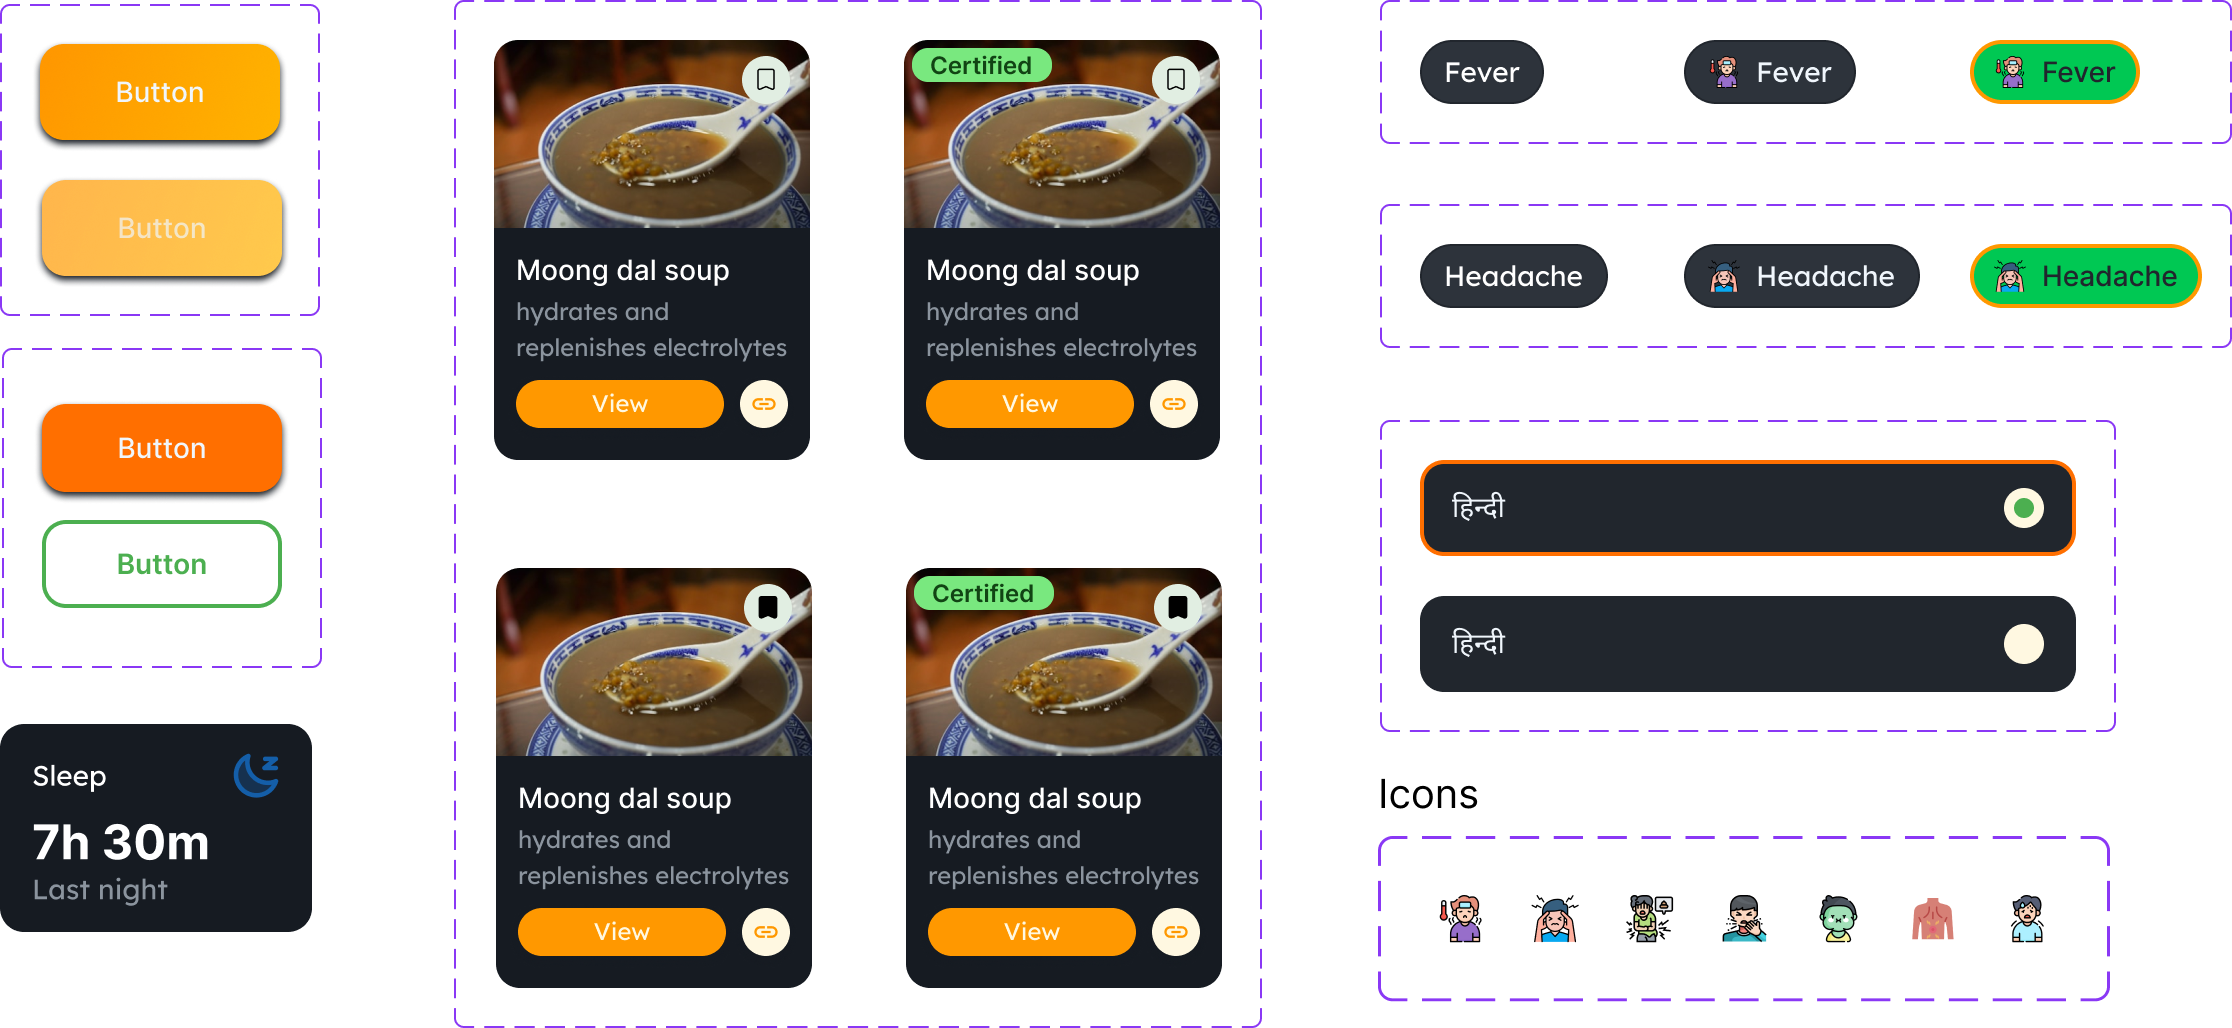 Button
Button
Button
Button
Sleep
7h 30m
Last night
Moong dal soup
hydrates and
replenishes electrolytes
View
Certified
Moong dal soup
hydrates and
replenishes electrolytes
View
Moong dal soup
hydrates and
replenishes electrolytes
View
Certified
Moong dal soup
hydrates and
replenishes electrolytes
View
Fever
Fever
Fever
Headache
Headache
Headache
हिन्दी
हिन्दी
Icons